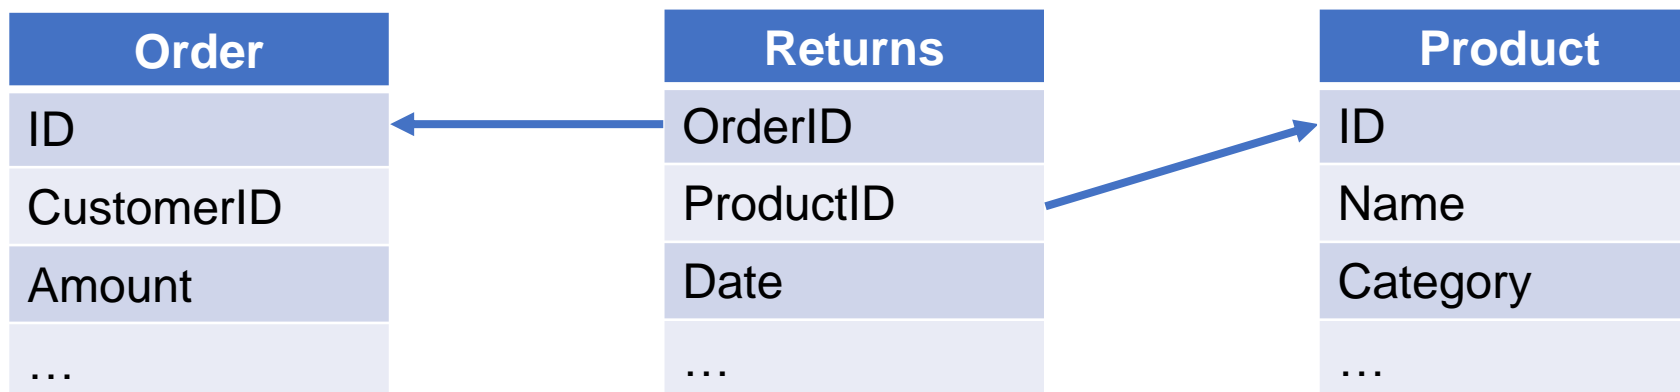 Order
ID
CustomerID
Amount
…
Returns
OrderID
ProductID
Date
…
Product
ID
Name
Category
…